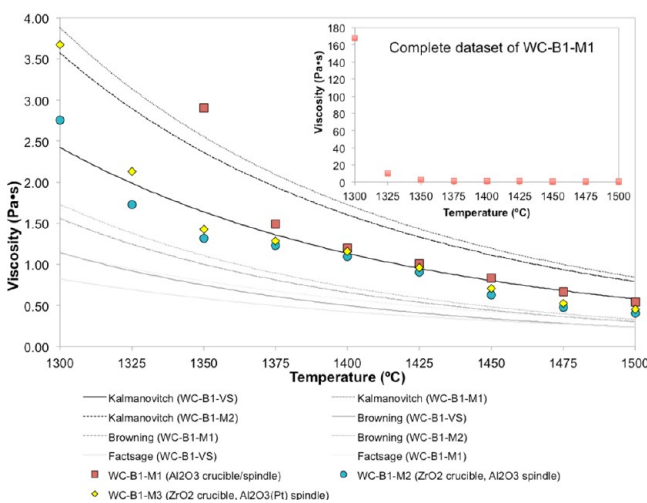 4.00
3.50
3.00
2.50
2.00
1.50
1.00
0.50
0.00
Viscosity (Pa•s)
1300 1325 1350 1375 1400 1425 1450 1475 1500
Temperature (ºC)
Complete dataset of WC-B1-M1
180
160
140
120
100
80
60
40
20
0
Viscosity (Pa•s)
1300 1325 1350 1375 1400 1425 1450 1475 1500
Temperature (ºC)
Kalmanovitch (WC-B1-VS) Kalmanovitch (WC-B1-M1)
Kalmanovitch (WC-B1-M2) Browning (WC-B1-VS)
Browning (WC-B1-M1) Browning (WC-B1-M2)
Factsage (WC-B1-VS) Factsage (WC-B1-M1)
WC-B1-M1 (Al2O3 crucible/spindle) WC-B1-M2 (ZrO2 crucible, Al2O3 spindle)
WC-B1-M3 (ZrO2 crucible, Al2O3(Pt) spindle)